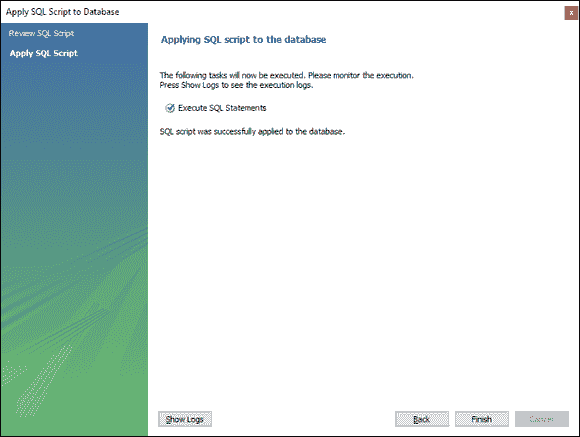 Apply SQL Script to Database
x
Review SQL Script
Apply SQL Script
Applying SQL script to the database
The following tasks will now be executed. Please monitor the execution.
Press Show Logs to see the execution logs.
Execute SQL Statements
SQL script was successfully applied to the database.
Show Logs
Back
Finish
Cancel